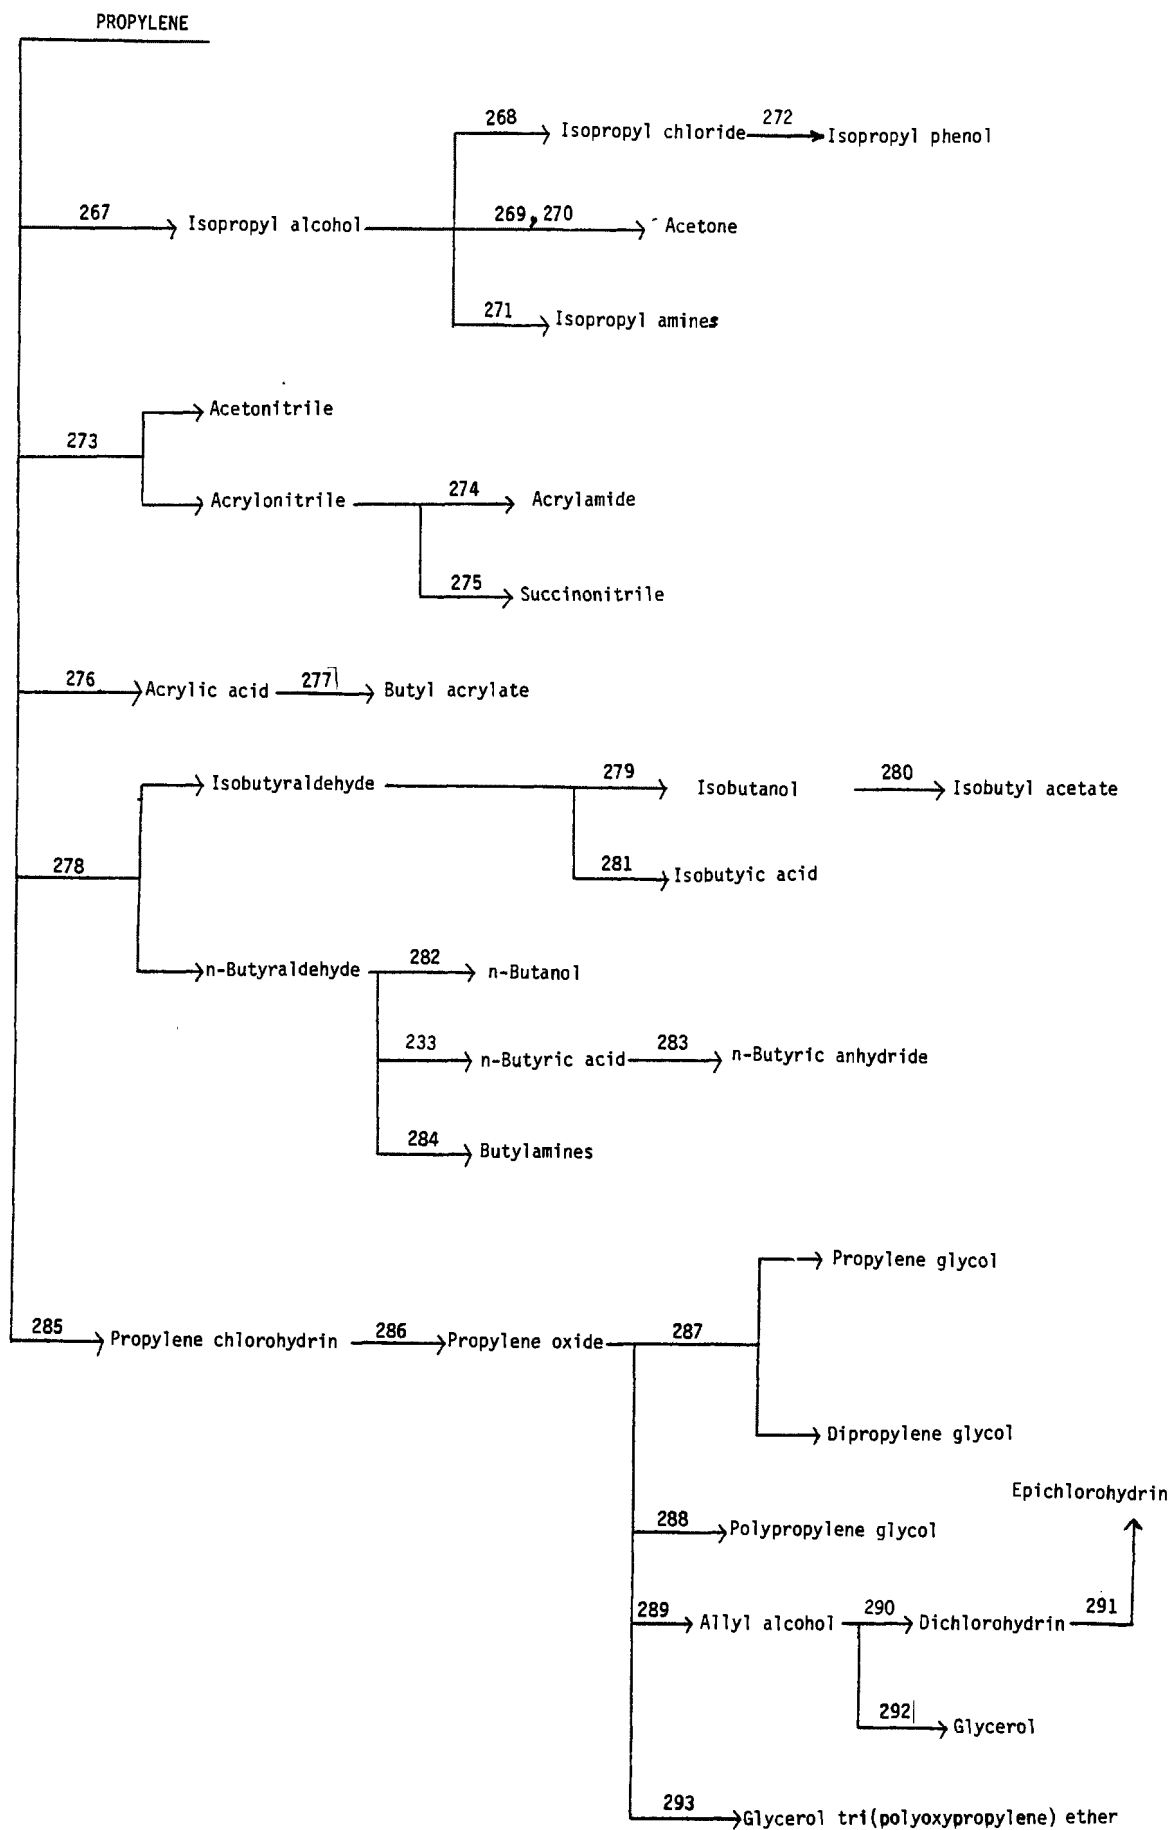 PROPYLENE
268
272
Isopropyl chloride
Isopropyl phenol
267
269, 270
Isopropyl alcohol
Acetone
271
Isopropyl amines
Acetonitrile
273
Acrylonitrile
274
Acrylamide
275
Succinonitrile
276
Acrylic acid
277
Butyl acrylate
Isobutyraldehyde
279
Isobutanol
280
Isobutyl acetate
278
281
Isobutyic acid
n-Butyraldehyde
282
n-Butanol
233
n-Butyric acid
283
n-Butyric anhydride
284
Butylamines
Propylene glycol
285
Propylene chlorohydrin
286
Propylene oxide
287
Dipropylene glycol
Epichlorohydrin
288
Polypropylene glycol
289
Allyl alcohol
290
Dichlorohydrin
291
292
Glycerol
293
Glycerol tri(polyoxypropylene) ether